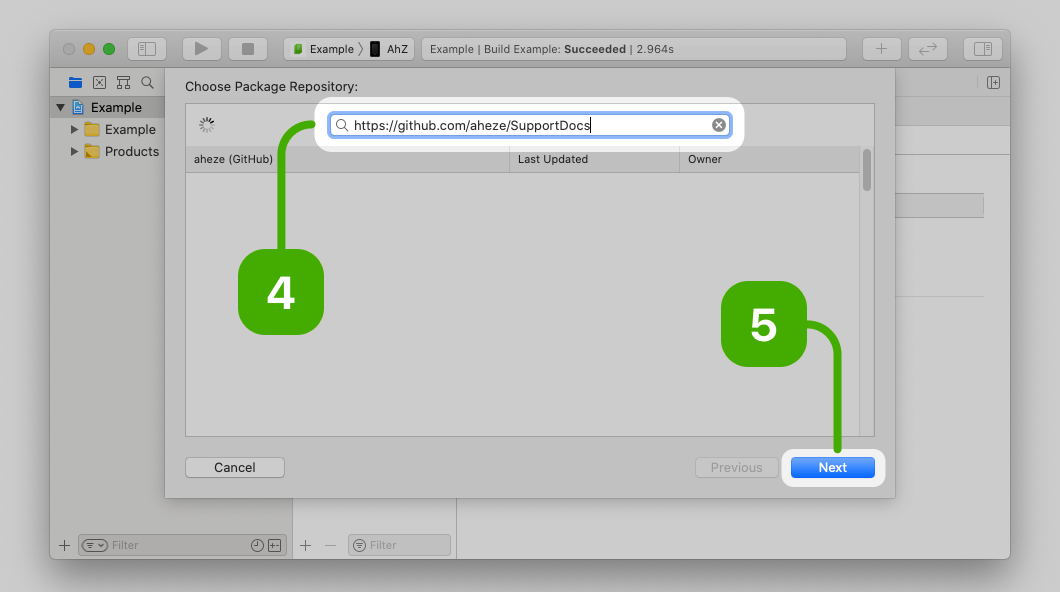 Example 〉 AhZ
Example | Build Example: Succeeded | 2.964s
Choose Package Repository:
Example
https://github.com/aheze/SupportDocs
Example
Products
aheze (GitHub) Last Updated Owner
4
5
Cancel Previous Next
Filter Filter